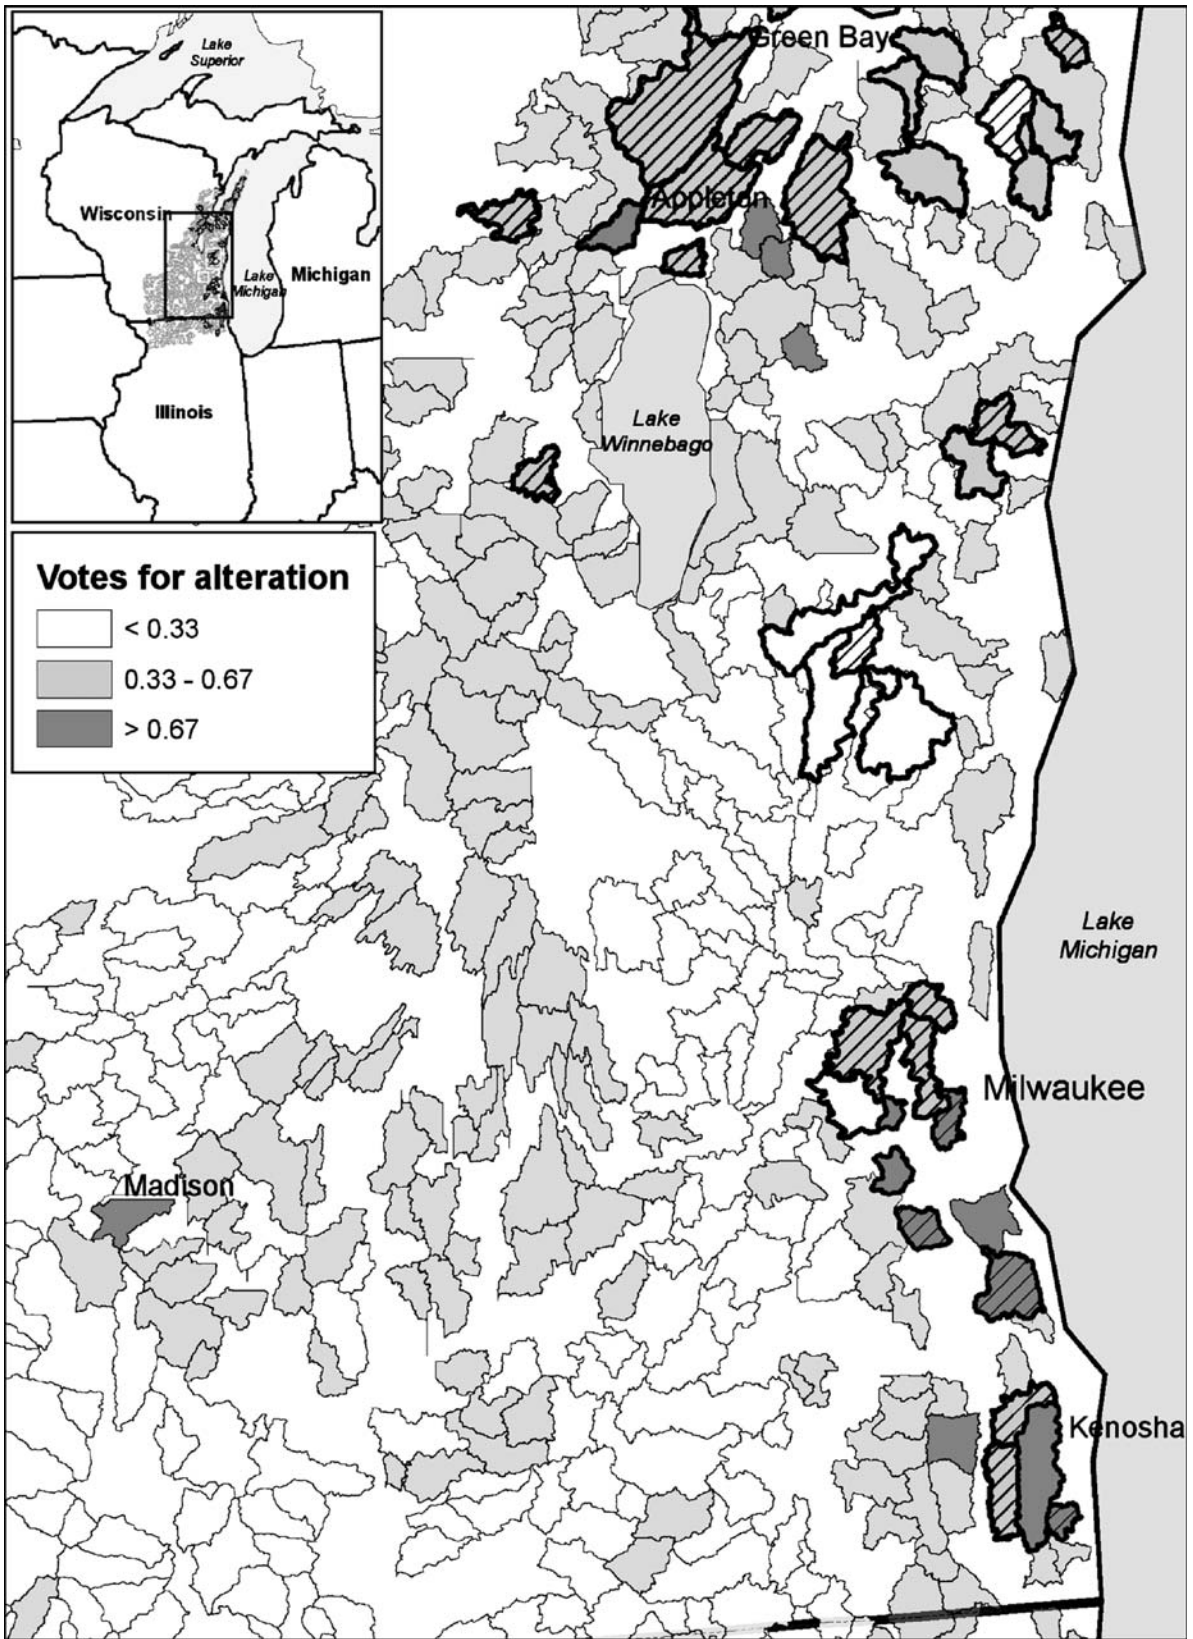 Lake
Superior
Wisconsin
Lake
Michigan
Michigan
Illinois
Votes for alteration
< 0.33
0.33 - 0.67
> 0.67
Green Bay
Appleton
Lake
Winnebago
Lake
Michigan
Milwaukee
Madison
Kenosha